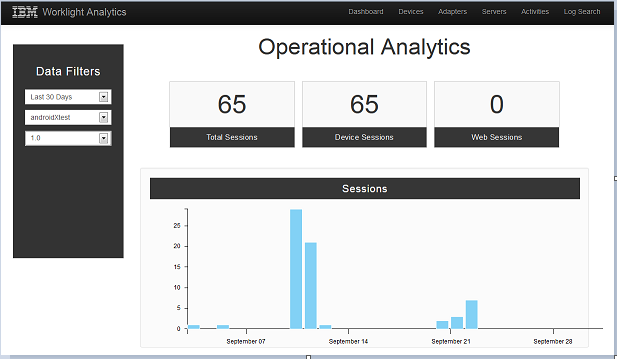 IBM Worklight Analytics Dashboard Devices Adapters Servers Activities Log Search
Operational Analytics
Data Filters
Last 30 Days
androidXtest
1.0
65 65 0
Total Sessions Device Sessions Web Sessions
Sessions
25
20
15
10
5
0
September 07 September 14 September 21 September 28